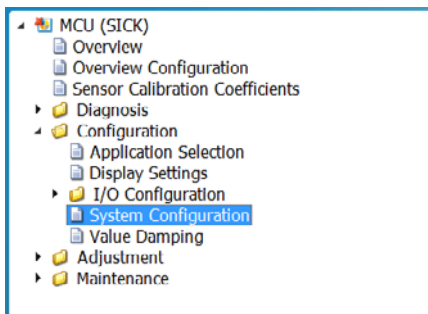 MCU (SICK)
Overview
Overview Configuration
Sensor Calibration Coefficients
Diagnosis
Configuration
Application Selection
Display Settings
I/O Configuration
System Configuration
Value Damping
Adjustment
Maintenance